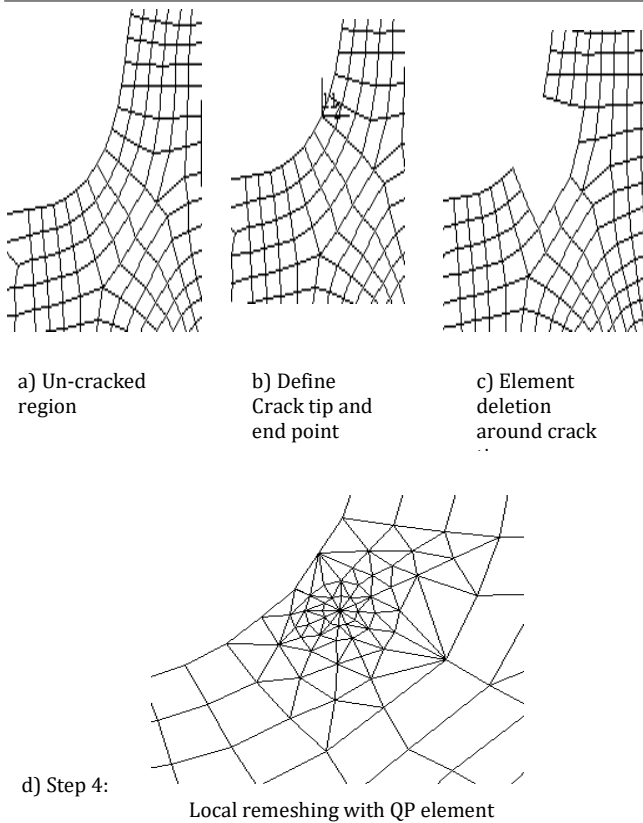 a) Un-cracked
region
b) Define
Crack tip and
end point
c) Element
deletion
around crack
d) Step 4:
Local remeshing with QP element